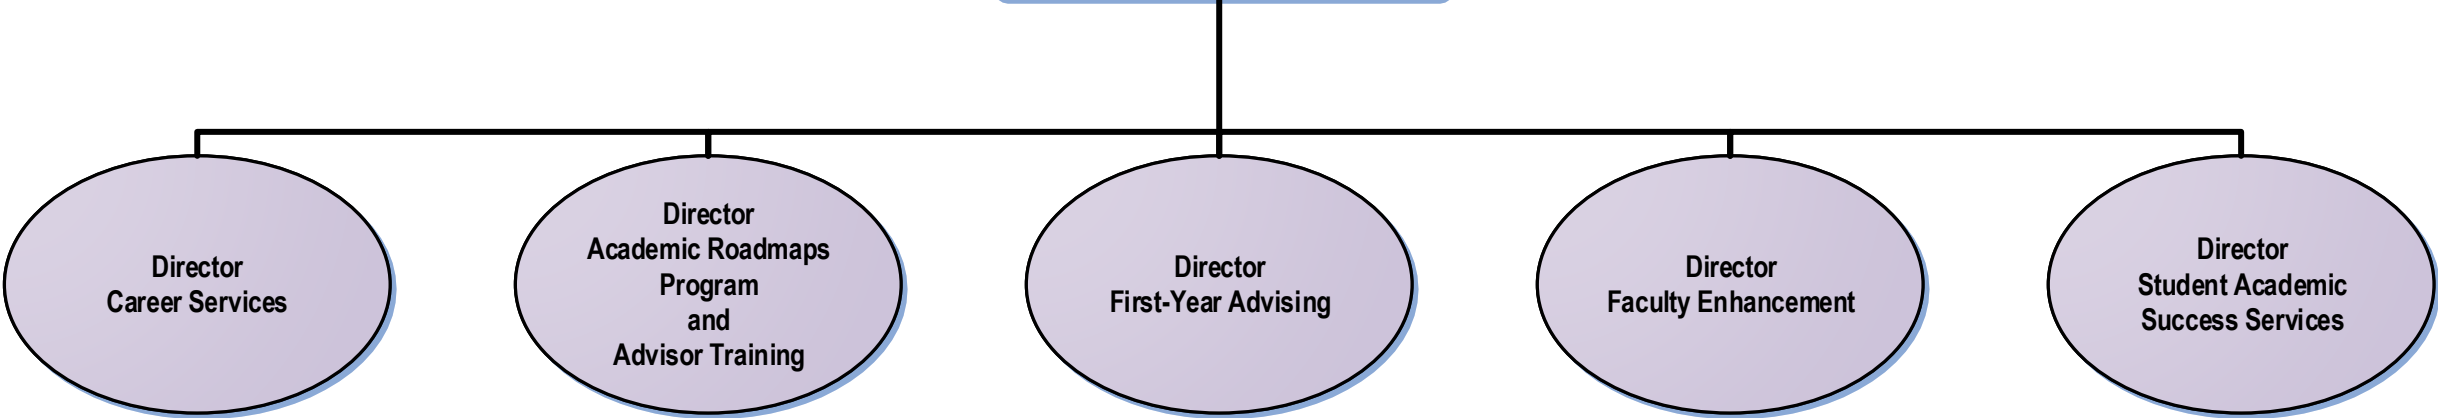 Director
Career Services
Director
Academic Roadmaps
Program
and
Advisor Training
Director
First-Year Advising
Director
Faculty Enhancement
Director
Student Academic
Success Services